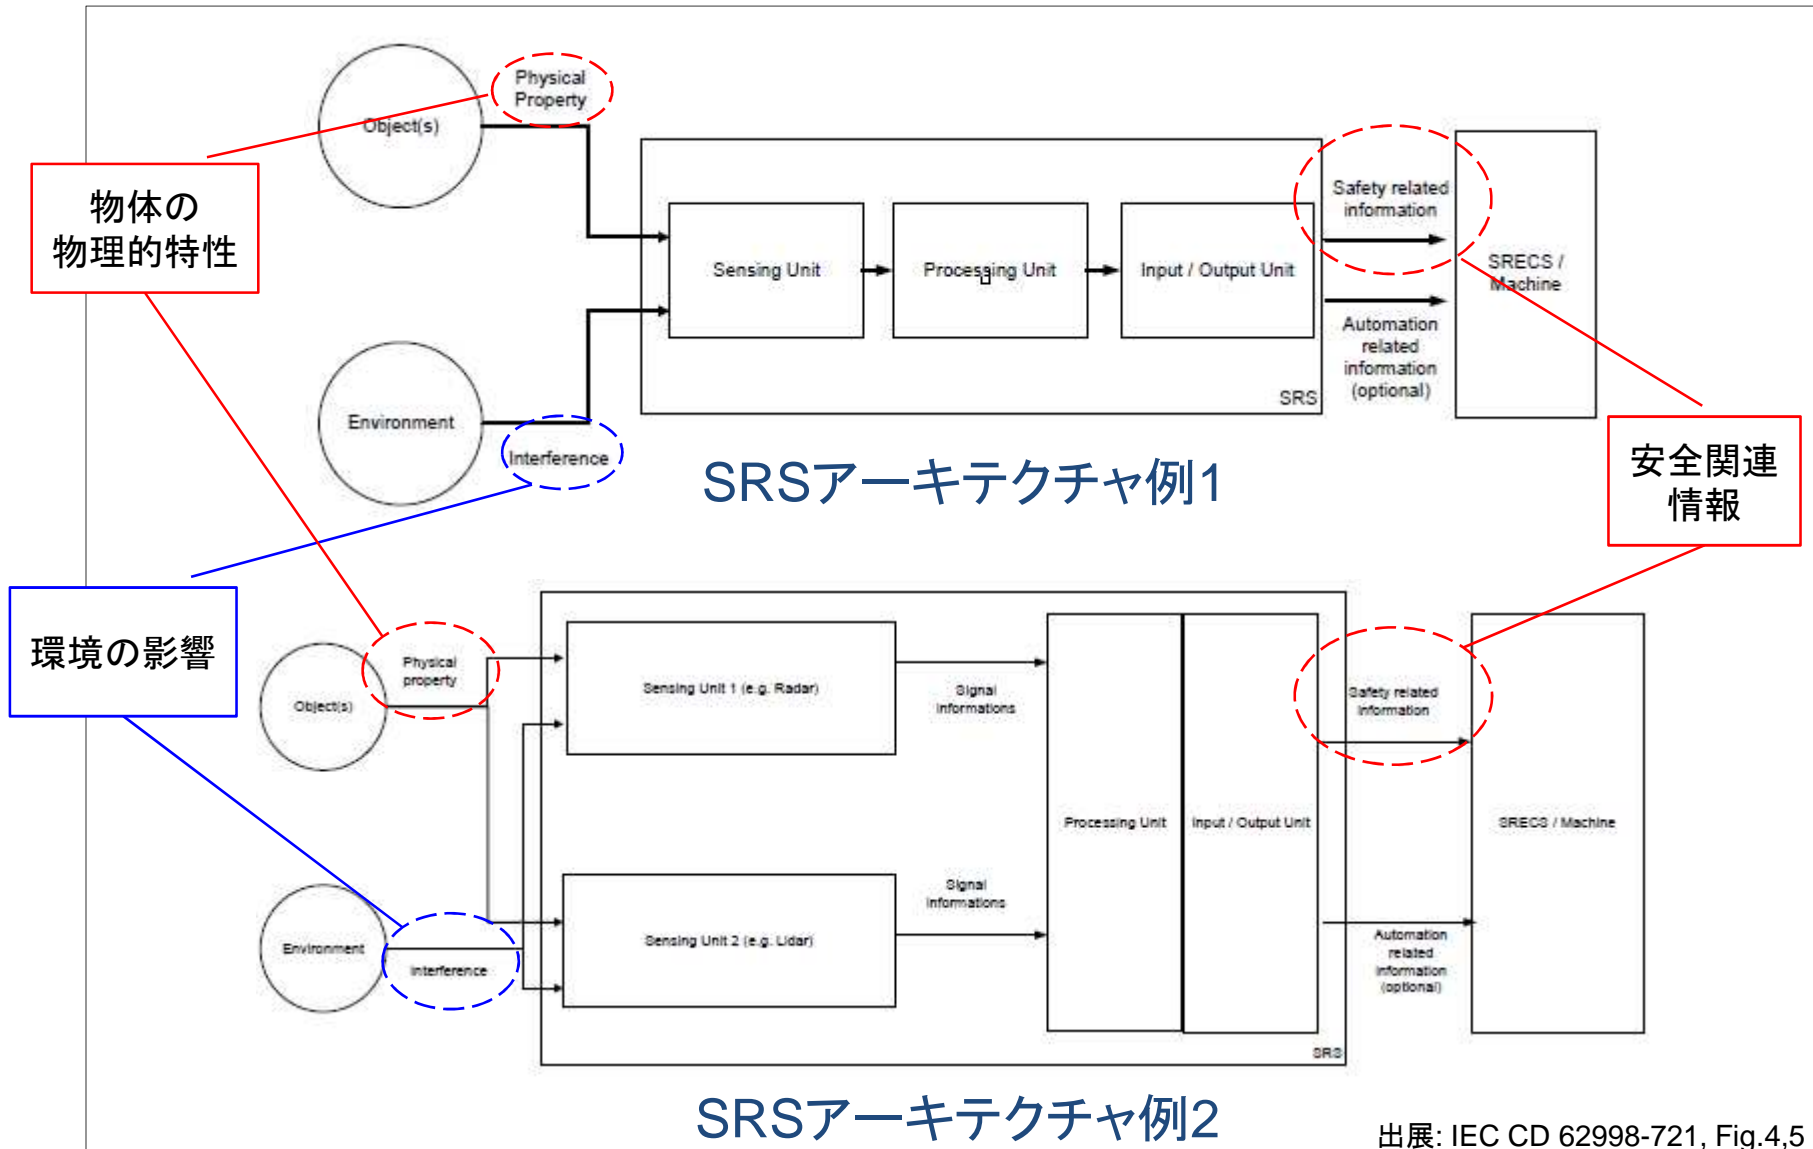 Physical
Property
Object(s)
物体の
物理的特性
Safety related
information
Sensing Unit
Processing Unit
Input / Output Unit
SRECS /
Machine
Automation
related
information
(optional)
SRS
Environment
Interference
SRSアーキテクチャ例1
安全関連
情報
環境の影響
Physical
property
Object(s)
Sensing Unit 1 (e.g. Radar)
Signal
informations
Safety related
information
Processing Unit
Input / Output Unit
SRECS / Machine
Signal
informations
Sensing Unit 2 (e.g. Lidar)
Environment
Interference
Automation
related
information
(optional)
SRS
SRSアーキテクチャ例2
出展: IEC CD 62998-721, Fig.4,5